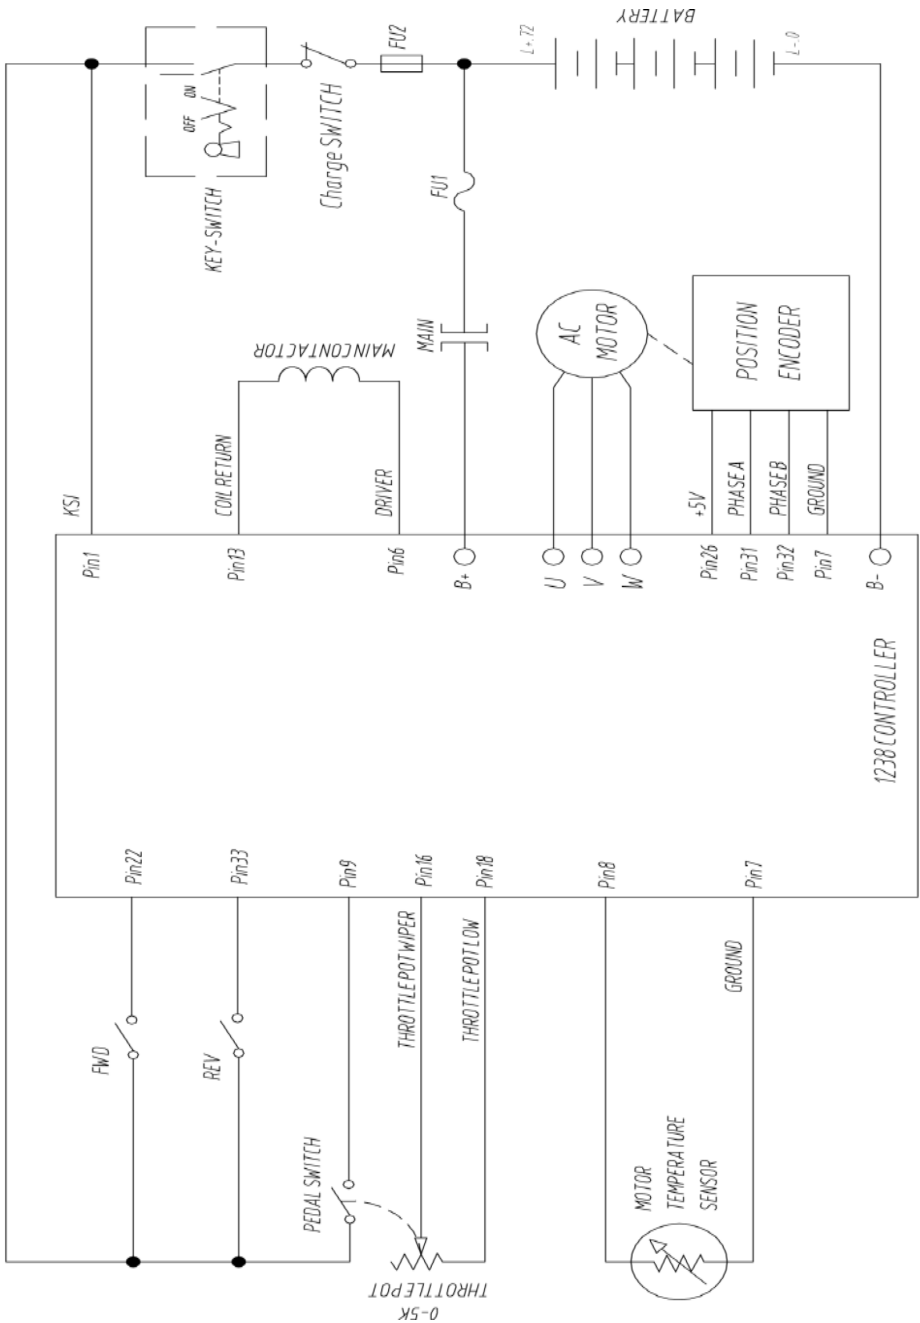 BATTERY
L+.72
L-.0
FU2
Charge SWITCH
ON
OFF
KEY-SWITCH
FU1
MAIN
MAIN CONTACTOR
AC
MOTOR
POSITION
ENCODER
KSI
COIL RETURN
DRIVER
+5V
PHASE A
PHASE B
GROUND
Pin1
Pin13
Pin6
B+
U
V
W
Pin26
Pin31
Pin32
Pin7
B-
1238 CONTROLLER
Pin22
Pin33
Pin9
Pin16
Pin18
Pin8
Pin7
FWD
REV
PEDAL SWITCH
THROTTLE POT WIPER
THROTTLE POT LOW
GROUND
THROTTLE POT
0-5K
MOTOR
TEMPERATURE
SENSOR